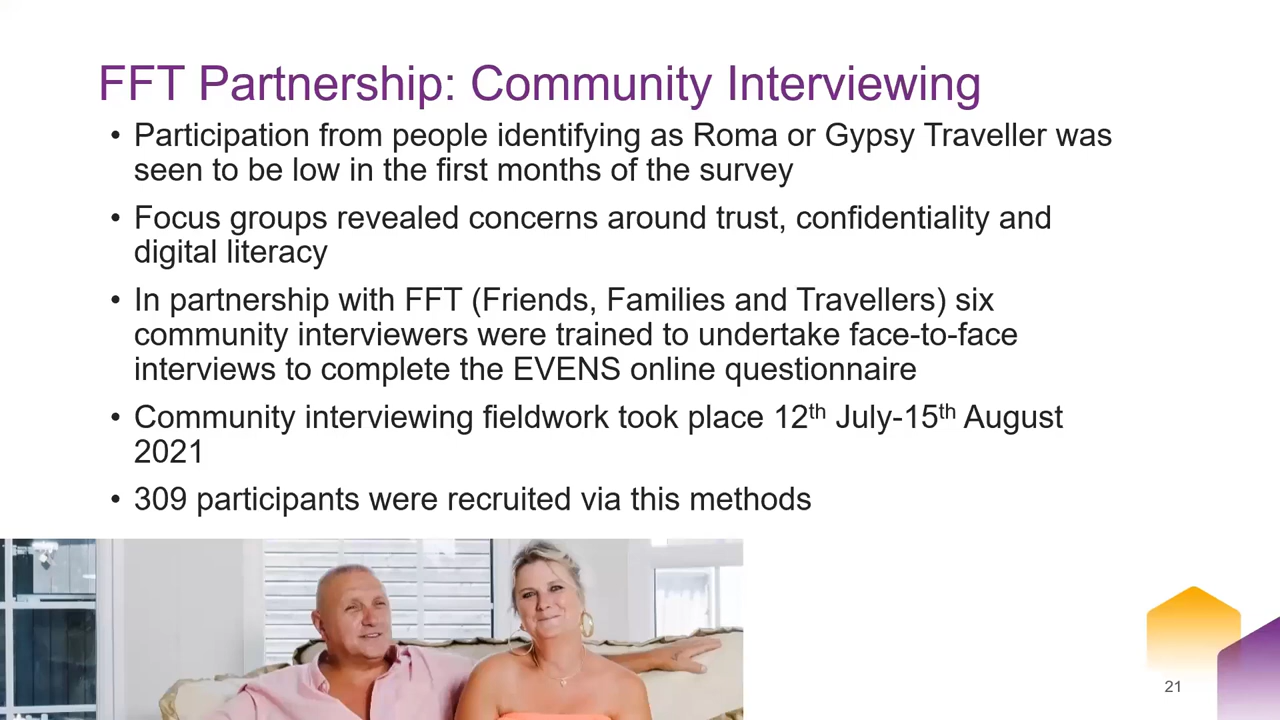 FFT Partnership: Community Interviewing
• Participation from people identifying as Roma or Gypsy Traveller was
seen to be low in the first months of the survey
• Focus groups revealed concerns around trust, confidentiality and
digital literacy
• In partnership with FFT (Friends, Families and Travellers) six
community interviewers were trained to undertake face-to-face
interviews to complete the EVENS online questionnaire
• Community interviewing fieldwork took place 12th July-15th August
2021
• 309 participants were recruited via this methods
21